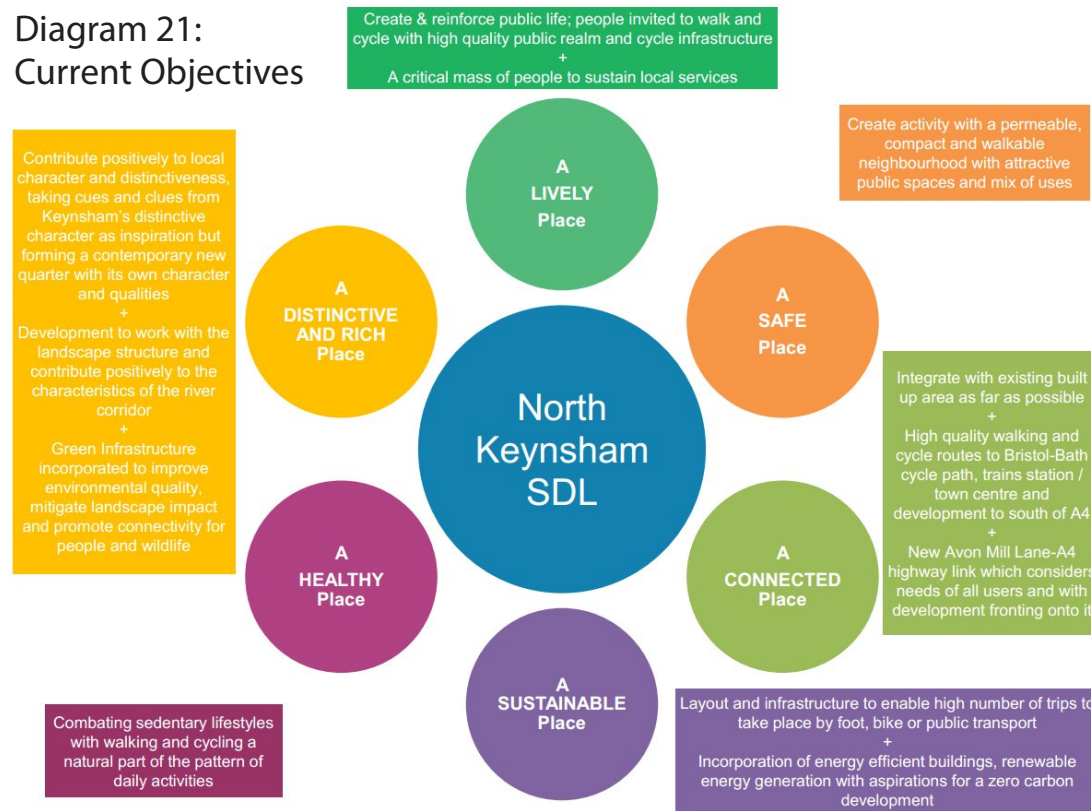 Diagram 21:
Current Objectives
Create & reinforce public life; people invited to walk and
cycle with high quality public realm and cycle infrastructure
+
A critical mass of people to sustain local services
A
LIVELY
Place
Create activity with a permeable,
compact and walkable
neighbourhood with attractive
public spaces and mix of uses
A
SAFE
Place
Contribute positively to local
character and distinctiveness,
taking cues and clues from
Keynsham's distinctive
character as inspiration but
forming a contemporary new
quarter with its own character
and qualities
+
Development to work with the
landscape structure and
contribute positively to the
characteristics of the river
corridor
+
Green Infrastructure
incorporated to improve
environmental quality,
mitigate landscape impact
and promote connectivity for
people and wildlife
A
DISTINCTIVE
AND RICH
Place
North
Keynsham
SDL
Integrate with existing built
up area as far as possible
+
High quality walking and
cycle routes to Bristol-Bath
cycle path, trains station /
town centre and
development to south of A4
+
New Avon Mill Lane-A4
highway link which considers
needs of all users and with
development fronting onto it
A
CONNECTED
Place
A
HEALTHY
Place
Combating sedentary lifestyles
with walking and cycling a
natural part of the pattern of
daily activities
A
SUSTAINABLE
Place
Layout and infrastructure to enable high number of trips to
take place by foot, bike or public transport
+
Incorporation of energy efficient buildings, renewable
energy generation with aspirations for a zero carbon
development